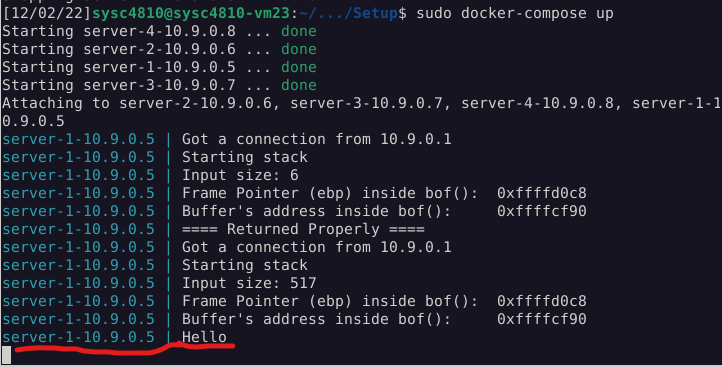 [12/02/22]sysc4810@sysc4810-vm23:~/.../Setup$ sudo docker-compose up
Starting server-4-10.9.0.8 ... done
Starting server-2-10.9.0.6 ... done
Starting server-1-10.9.0.5 ... done
Starting server-3-10.9.0.7 ... done
Attaching to server-2-10.9.0.6, server-3-10.9.0.7, server-4-10.9.0.8, server-1-1
0.9.0.5
server-1-10.9.0.5 | Got a connection from 10.9.0.1
server-1-10.9.0.5 | Starting stack
server-1-10.9.0.5 | Input size: 6
server-1-10.9.0.5 | Frame Pointer (ebp) inside bof():  0xffffd0c8
server-1-10.9.0.5 | Buffer's address inside bof():     0xffffcf90
server-1-10.9.0.5 | ==== Returned Properly ====
server-1-10.9.0.5 | Got a connection from 10.9.0.1
server-1-10.9.0.5 | Starting stack
server-1-10.9.0.5 | Input size: 517
server-1-10.9.0.5 | Frame Pointer (ebp) inside bof():  0xffffd0c8
server-1-10.9.0.5 | Buffer's address inside bof():     0xffffcf90
server-1-10.9.0.5 | Hello